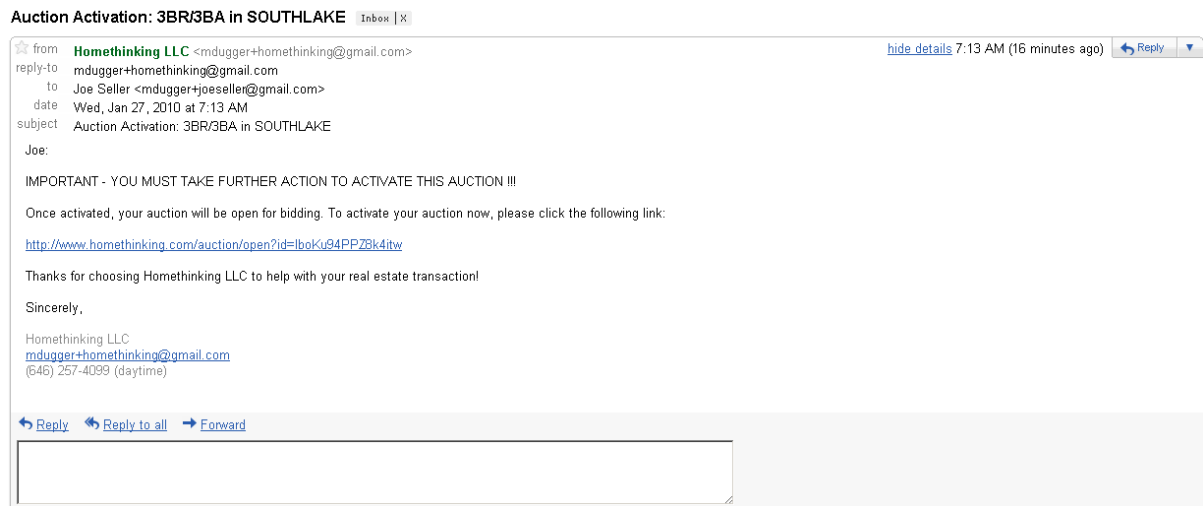 Auction Activation: 3BR/3BA in SOUTHLAKE Inbox | X
from Homethinking LLC <mdugger+homethinking@gmail.com> hide details 7:13 AM (16 minutes ago) Reply
reply-to mdugger+homethinking@gmail.com
to Joe Seller <mdugger+joeseller@gmail.com>
date Wed, Jan 27, 2010 at 7:13 AM
subject Auction Activation: 3BR/3BA in SOUTHLAKE
Joe:
IMPORTANT - YOU MUST TAKE FURTHER ACTION TO ACTIVATE THIS AUCTION !!!
Once activated, your auction will be open for bidding. To activate your auction now, please click the following link:
http://www.homethinking.com/auction/open?id=lboKu94PPZ8k4itw
Thanks for choosing Homethinking LLC to help with your real estate transaction!
Sincerely,
Homethinking LLC
mdugger+homethinking@gmail.com
(646) 257-4099 (daytime)
Reply Reply to all Forward